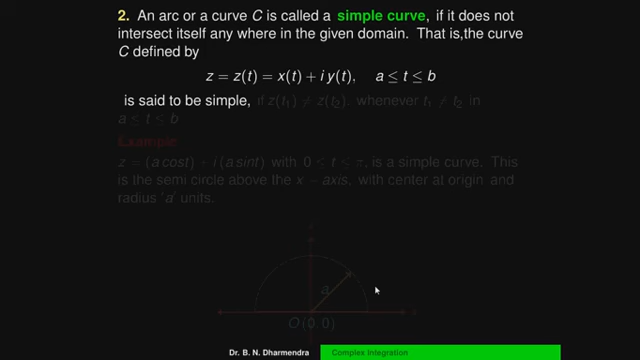 2. An arc or a curve C is called a simple curve, if it does not
intersect itself any where in the given domain. That is,the curve
C defined by
z = z(t) = x(t) + i y(t), a ≤ t ≤ b
is said to be simple, if z(t₁) ≠ z(t₂), whenever t₁ ≠ t₂ in
a ≤ t ≤ b
Example
z = (a cost) + i (a sint) with 0 ≤ t ≤ π, is a simple curve. This
is the semi circle above the x − axis, with center at origin and
radius 'a' units.
a
O (0, 0)
Dr. B. N. Dharmendra Complex Integration